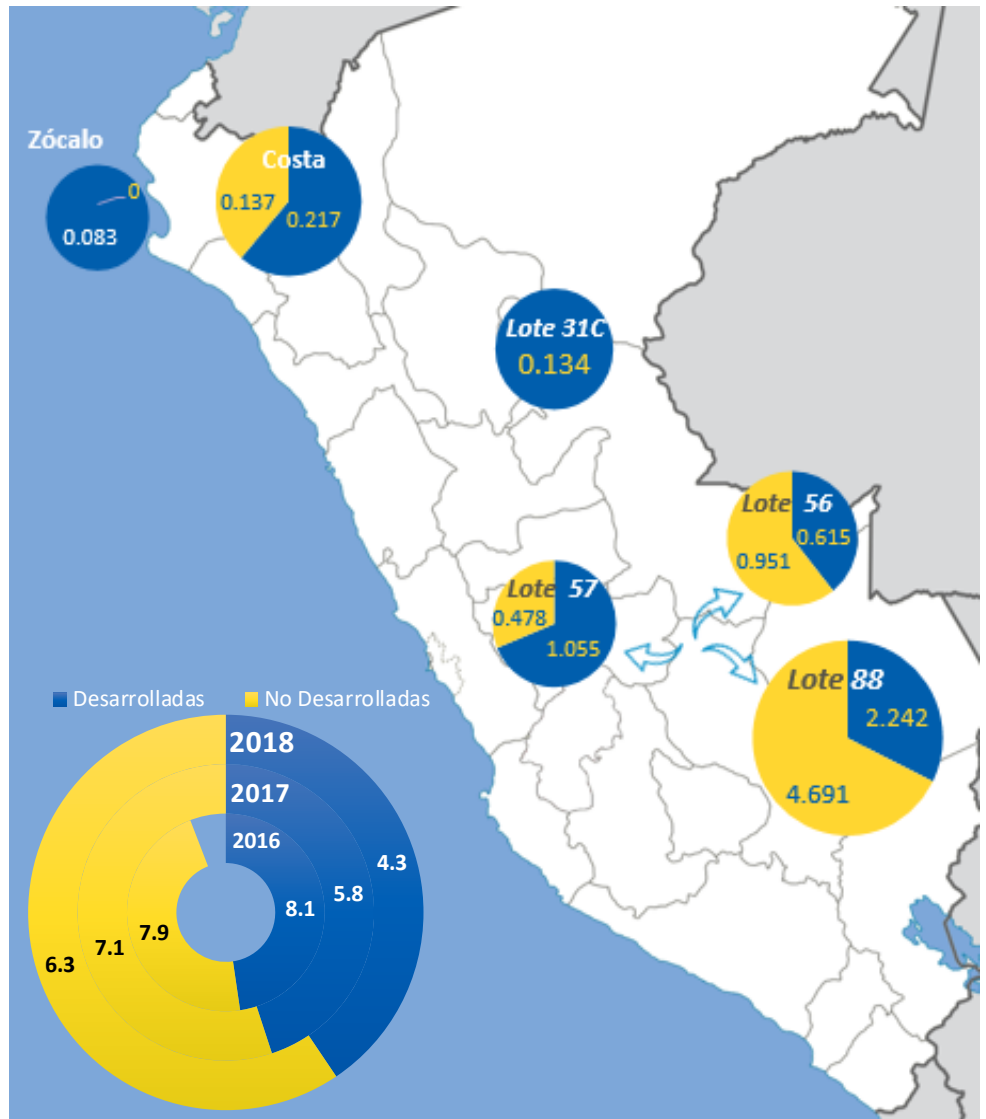 Zócalo
0
0.083
Costa
0.137
0.217
Lote 31C
0.134
Lote 56
0.615
0.951
Lote 57
0.478
1.055
Lote 88
2.242
4.691
Desarrolladas No Desarrolladas
2018
2017
2016
4.3
5.8
8.1
7.9
7.1
6.3